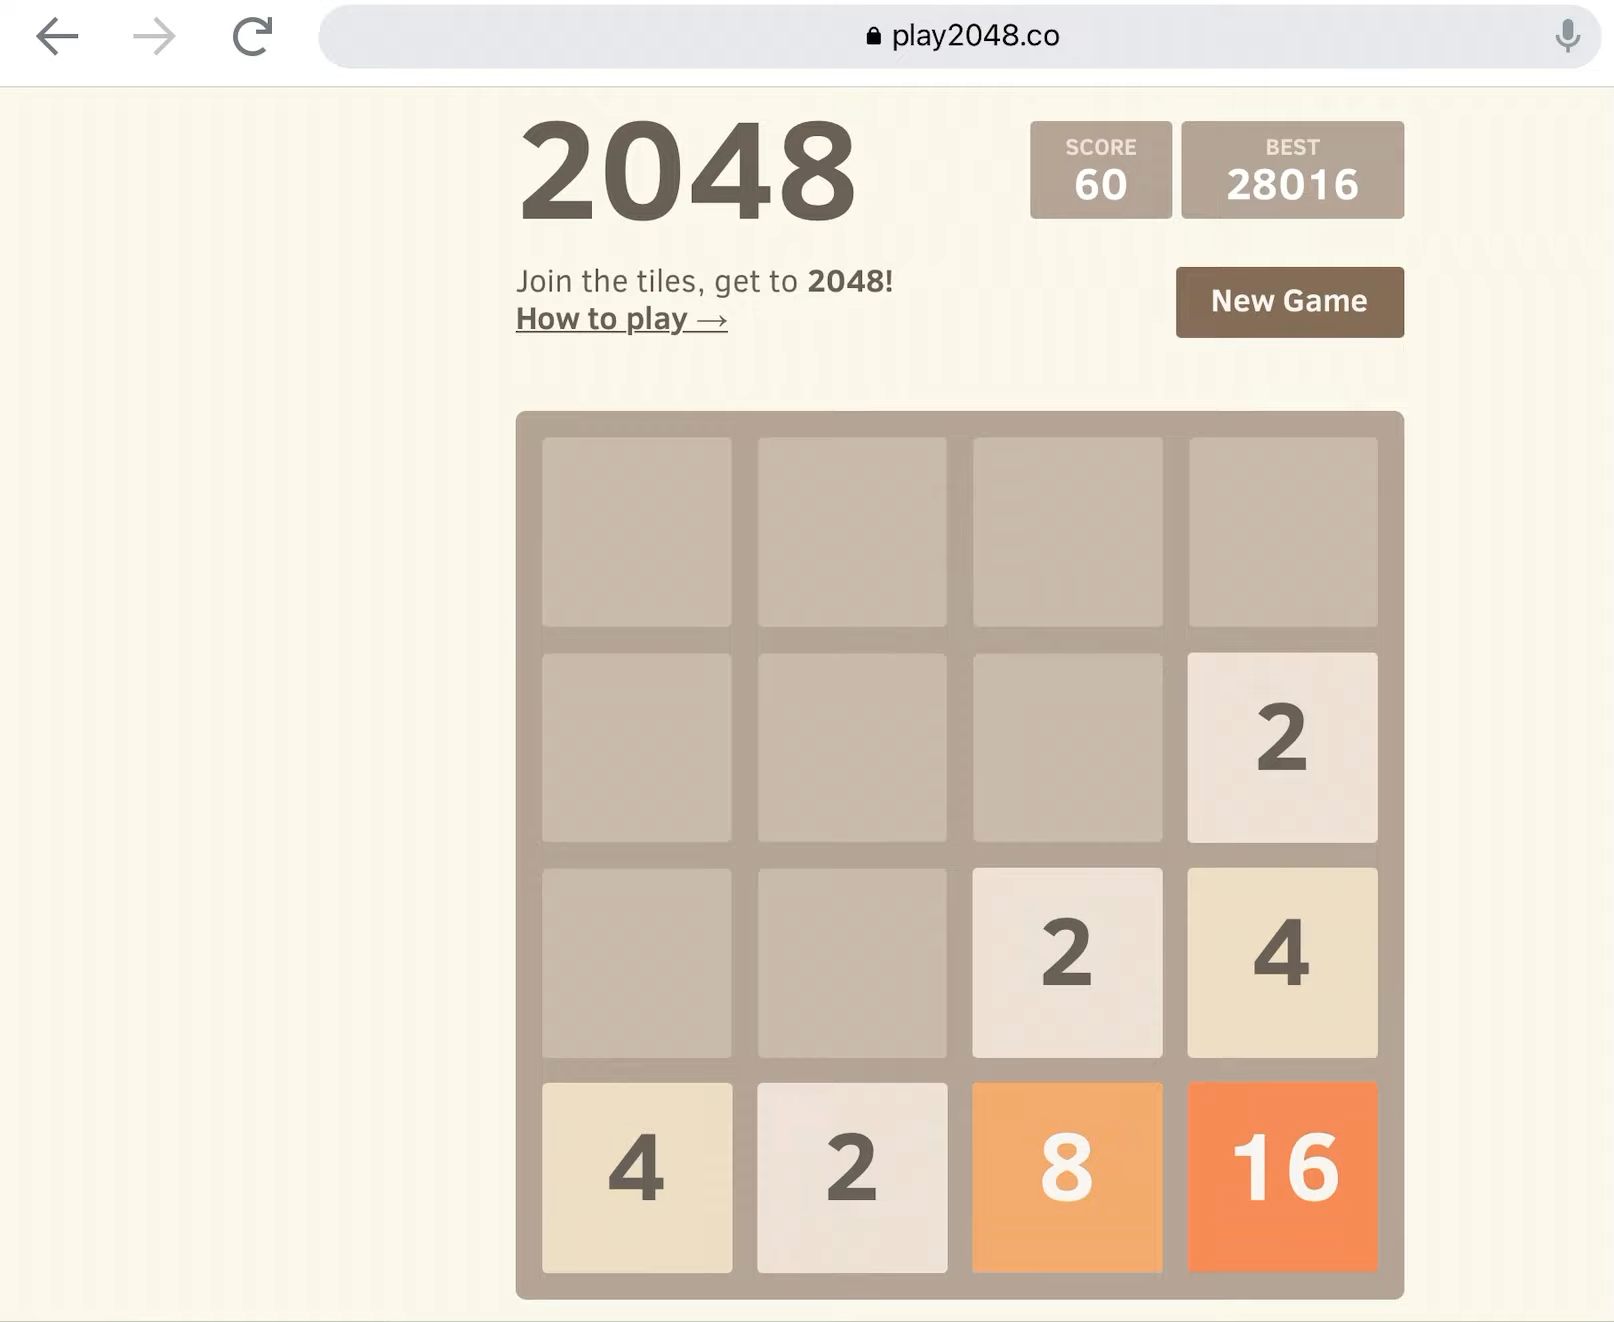 play2048.co
2048
SCORE
60
BEST
28016
Join the tiles, get to 2048!
How to play →
New Game
2
2 4
4 2 8 16